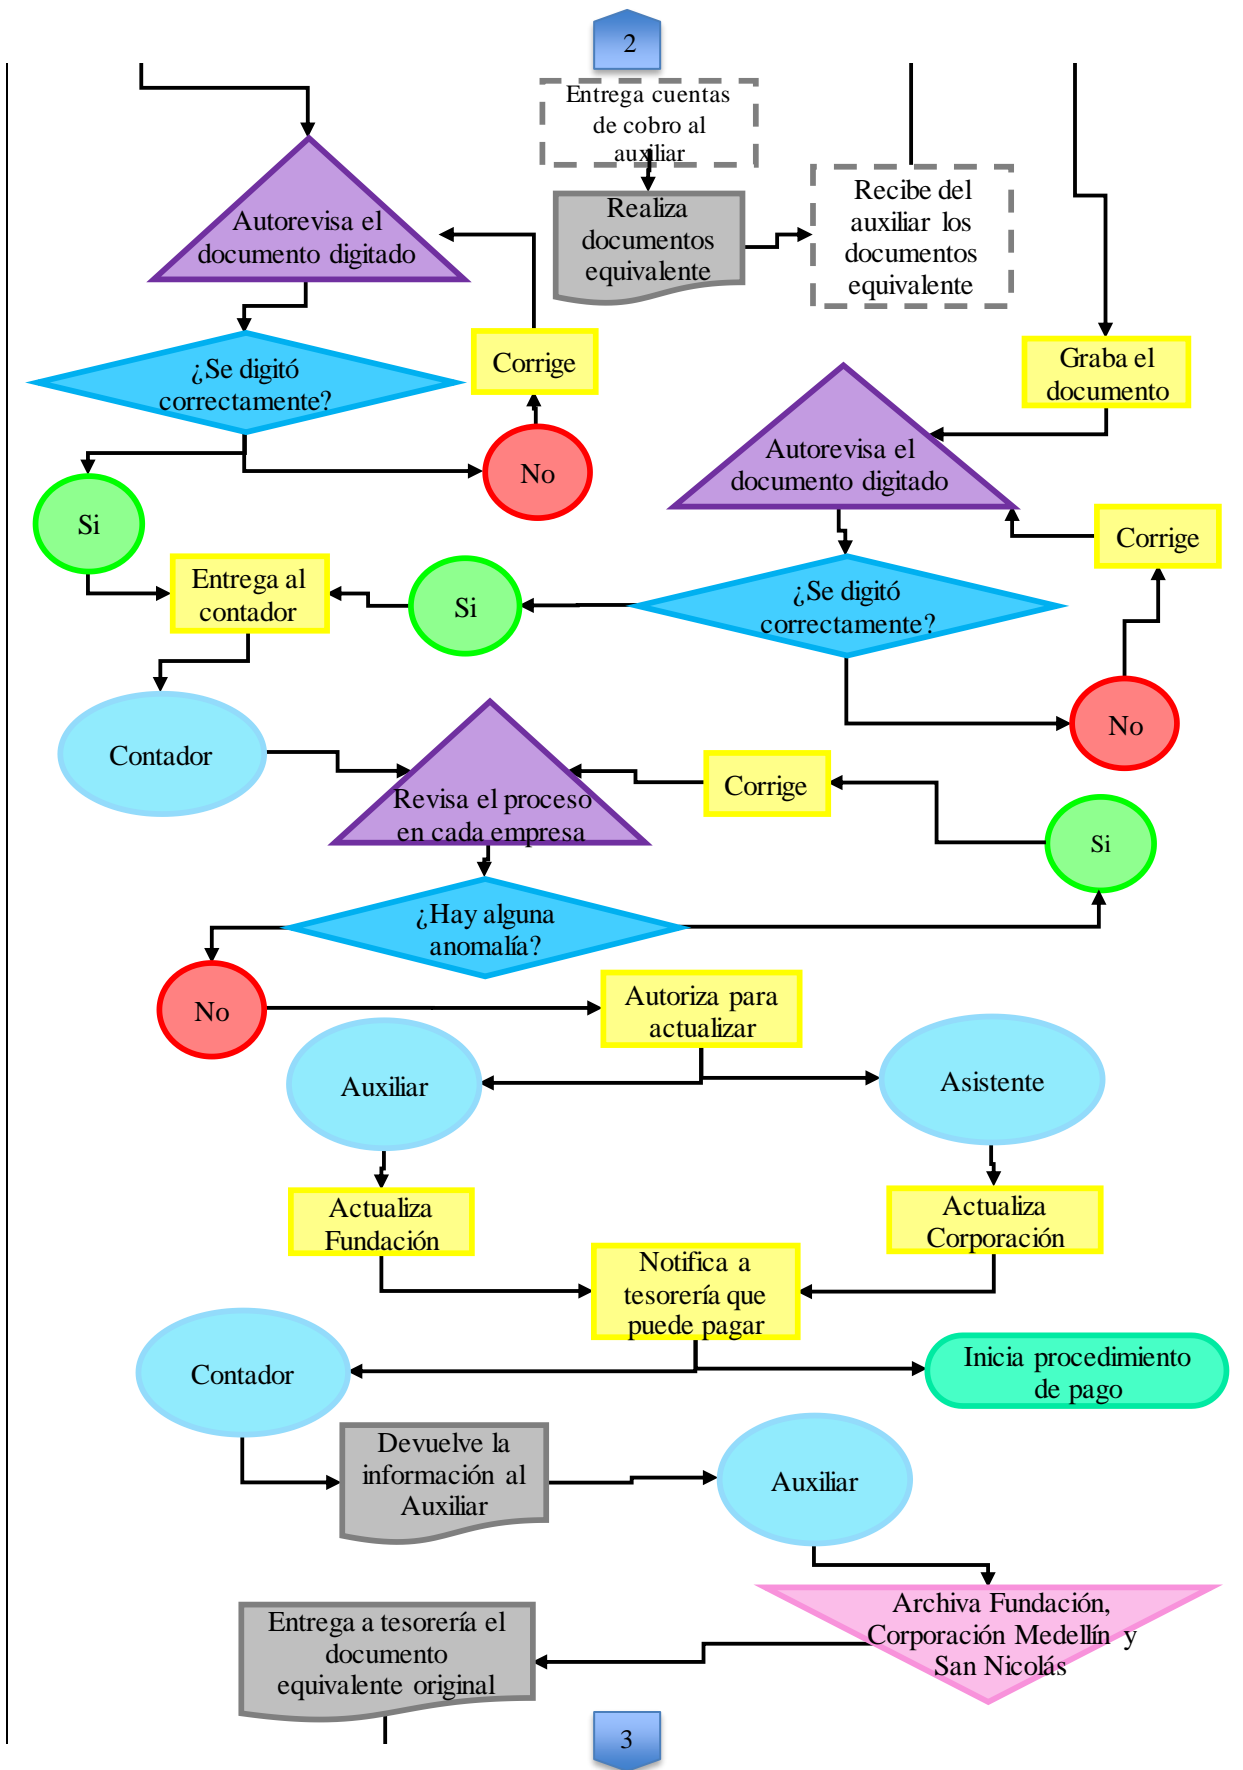 2
Entrega cuentas
de cobro al
auxiliar
Realiza
documentos
equivalente
Recibe del
auxiliar los
documentos
equivalente
Autorevisa el
documento digitado
¿Se digitó
correctamente?
Corrige
No
Si
Graba el
documento
Autorevisa el
documento digitado
Corrige
¿Se digitó
correctamente?
Si
No
Entrega al
contador
Contador
Revisa el proceso
en cada empresa
Corrige
Si
¿Hay alguna
anomalía?
No
Autoriza para
actualizar
Auxiliar
Asistente
Actualiza
Fundación
Actualiza
Corporación
Notifica a
tesorería que
puede pagar
Contador
Inicia procedimiento
de pago
Devuelve la
información al
Auxiliar
Auxiliar
Archiva Fundación,
Corporación Medellín y
San Nicolás
Entrega a tesorería el
documento
equivalente original
3